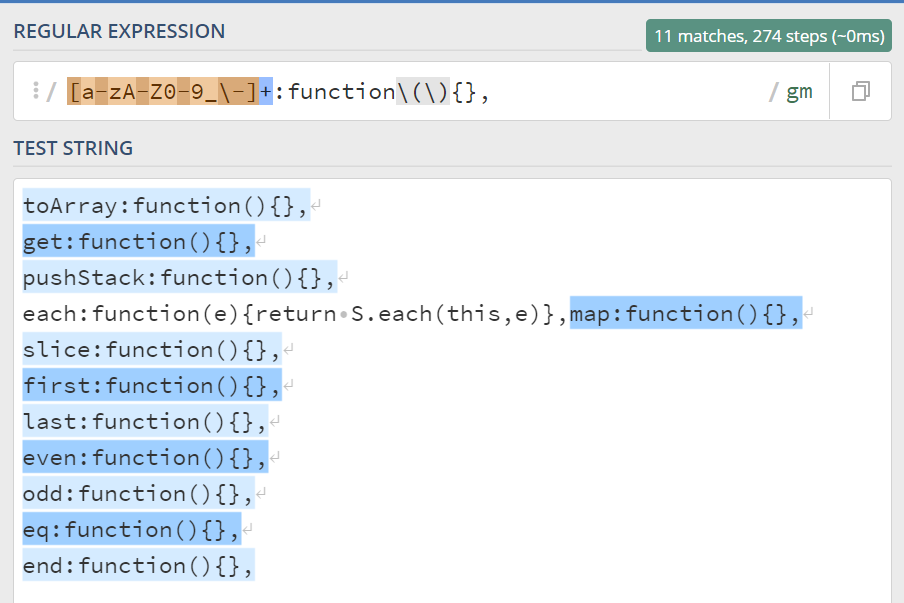 REGULAR EXPRESSION
11 matches, 274 steps (~0ms)
/ [a-zA-Z0-9_\-]+:function\(\){}, / gm
TEST STRING
toArray:function(){},
get:function(){},
pushStack:function(){},
each:function(e){return S.each(this,e)},map:function(){},
slice:function(){},
first:function(){},
last:function(){},
even:function(){},
odd:function(){},
eq:function(){},
end:function(){},